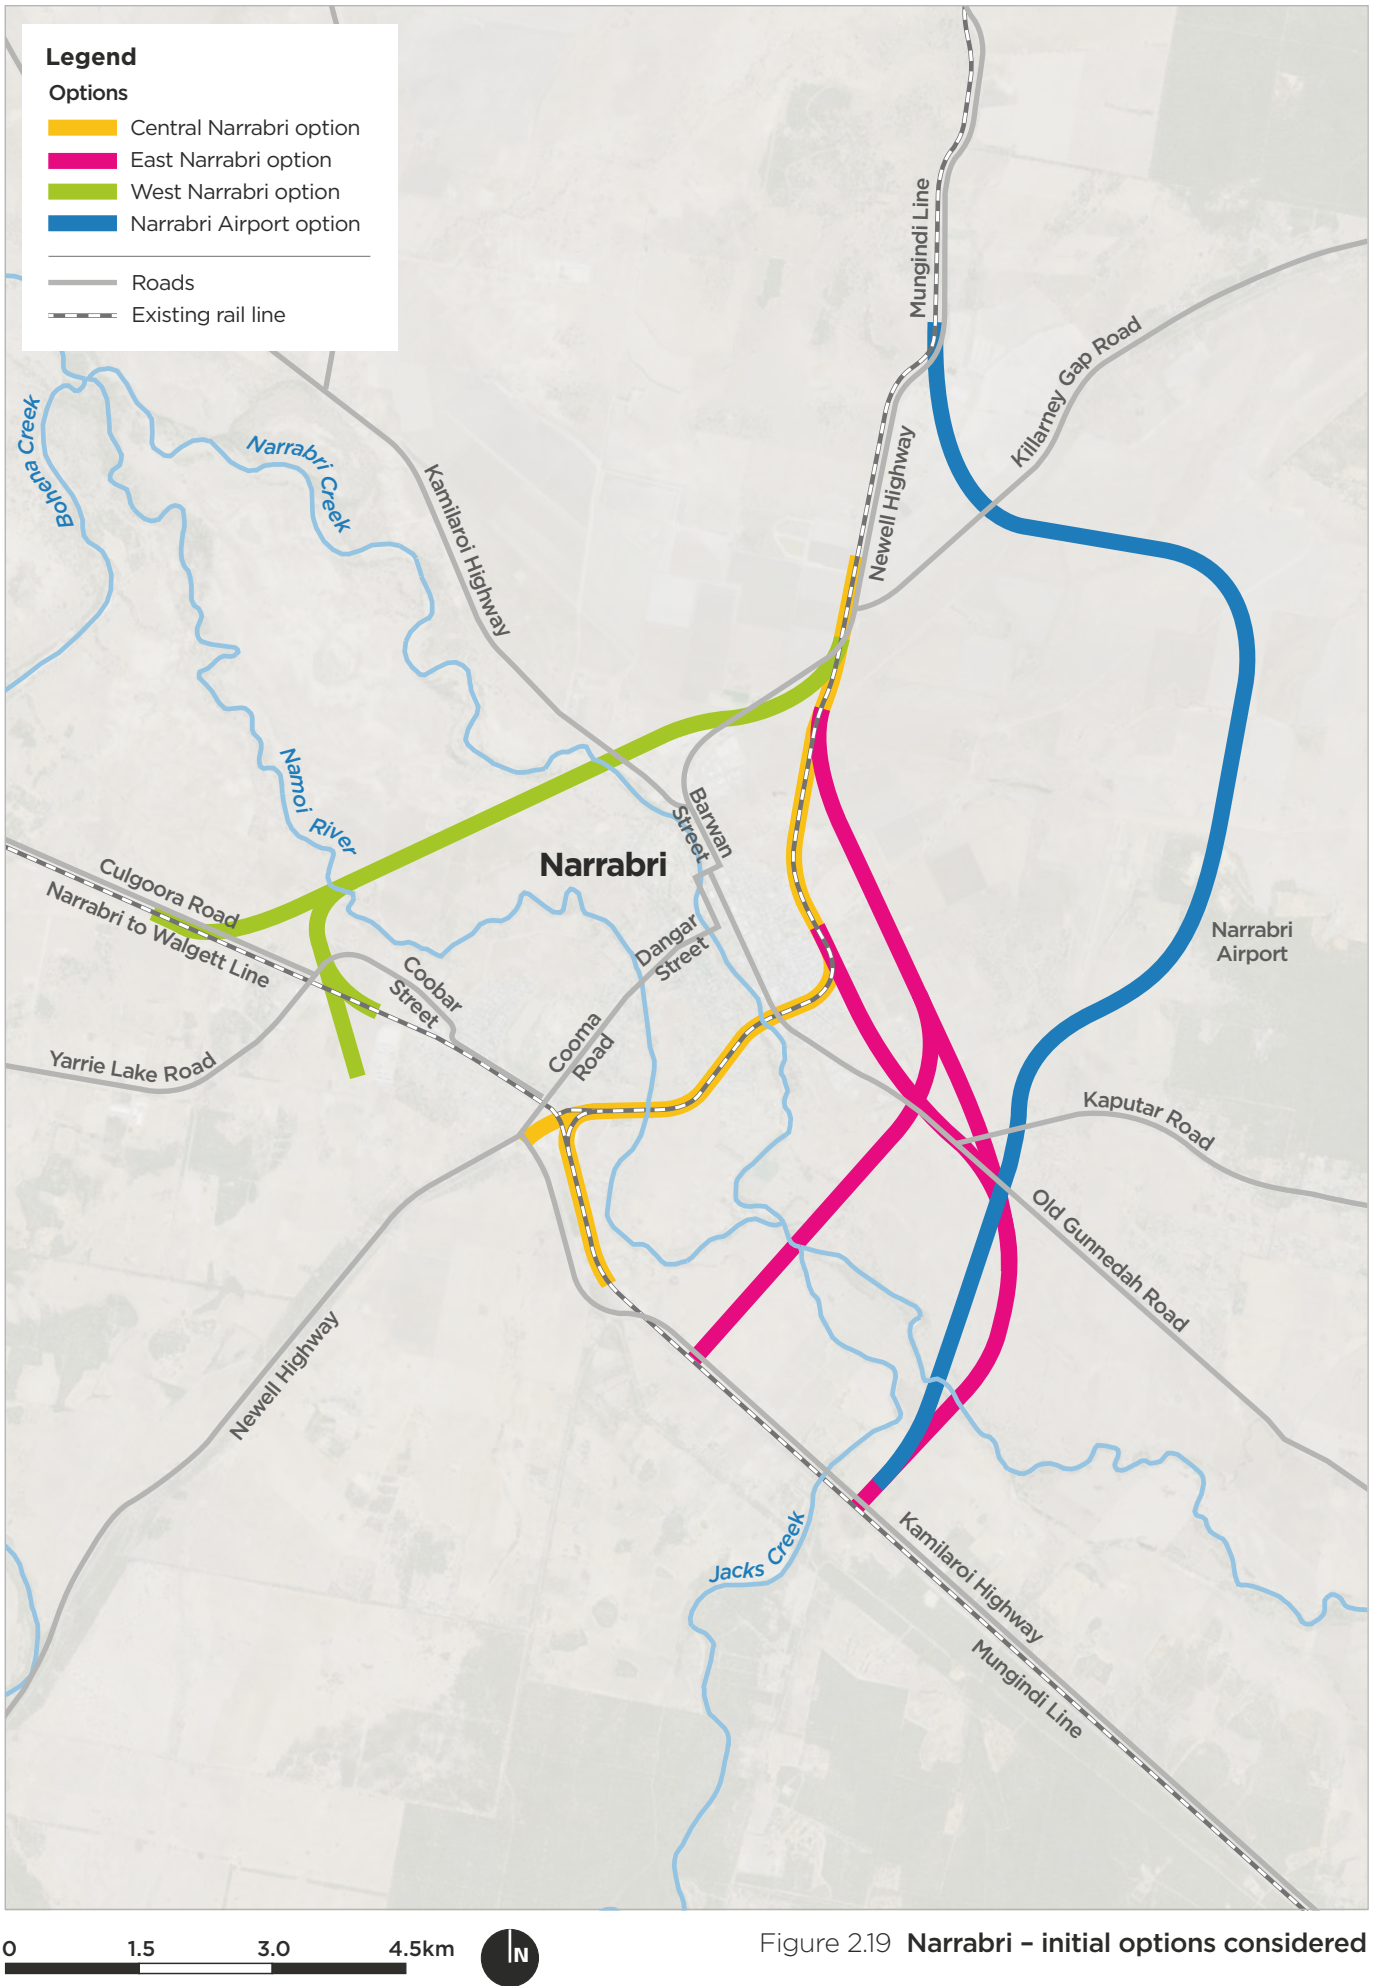 Legend
Options
Central Narrabri option
East Narrabri option
West Narrabri option
Narrabri Airport option
Roads
Existing rail line
Mungindi Line
Killarney Gap Road
Bohena Creek
Narrabri Creek
Kamilaroi Highway
Newell Highway
Namoi River
Barwan
Street
Narrabri
Culgoora Road
Narrabri to Walgett Line
Dangar
Street
Narrabri
Airport
Coobar
Street
Cooma
Road
Yarrie Lake Road
Kaputar Road
Old Gunnedah Road
Newell Highway
Jacks Creek
Kamilaroi Highway
Mungindi Line
0 1.5 3.0 4.5km
N
Figure 2.19 Narrabri – initial options considered